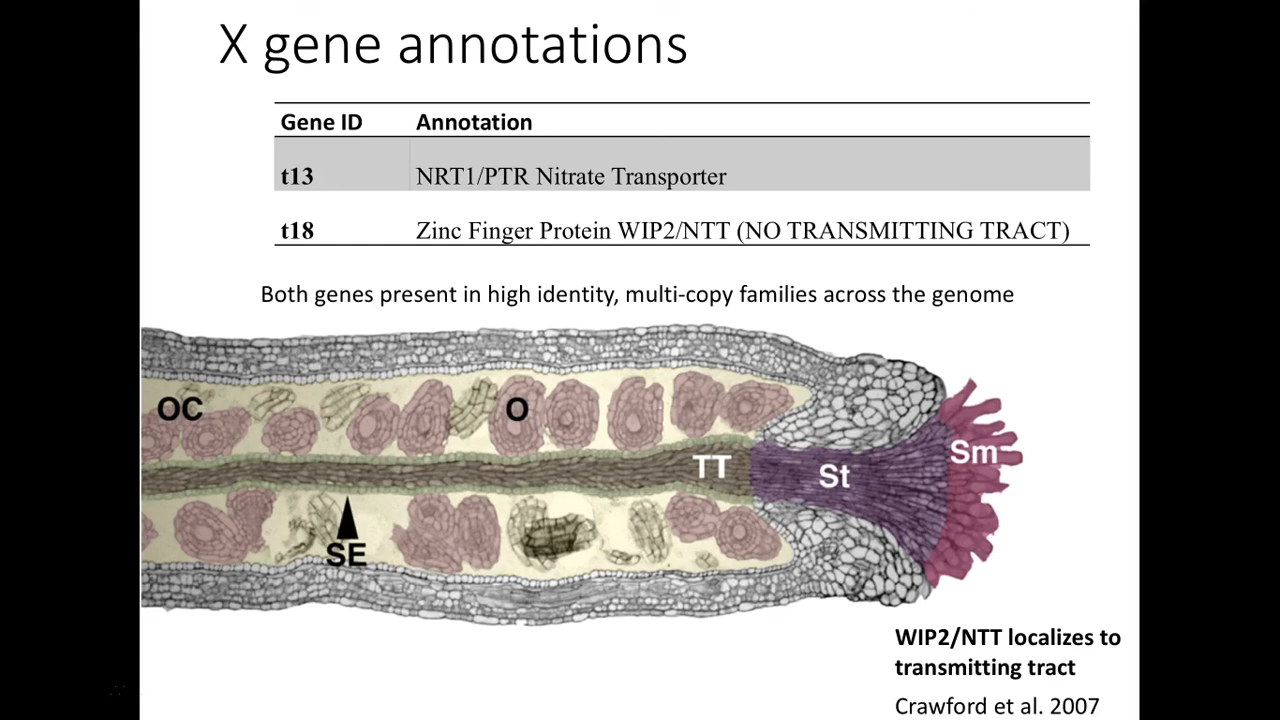 X gene annotations
Gene ID Annotation
t13 NRT1/PTR Nitrate Transporter
t18 Zinc Finger Protein WIP2/NTT (NO TRANSMITTING TRACT)
Both genes present in high identity, multi-copy families across the genome
OC O
TT St Sm
SE
WIP2/NTT localizes to
transmitting tract
Crawford et al. 2007